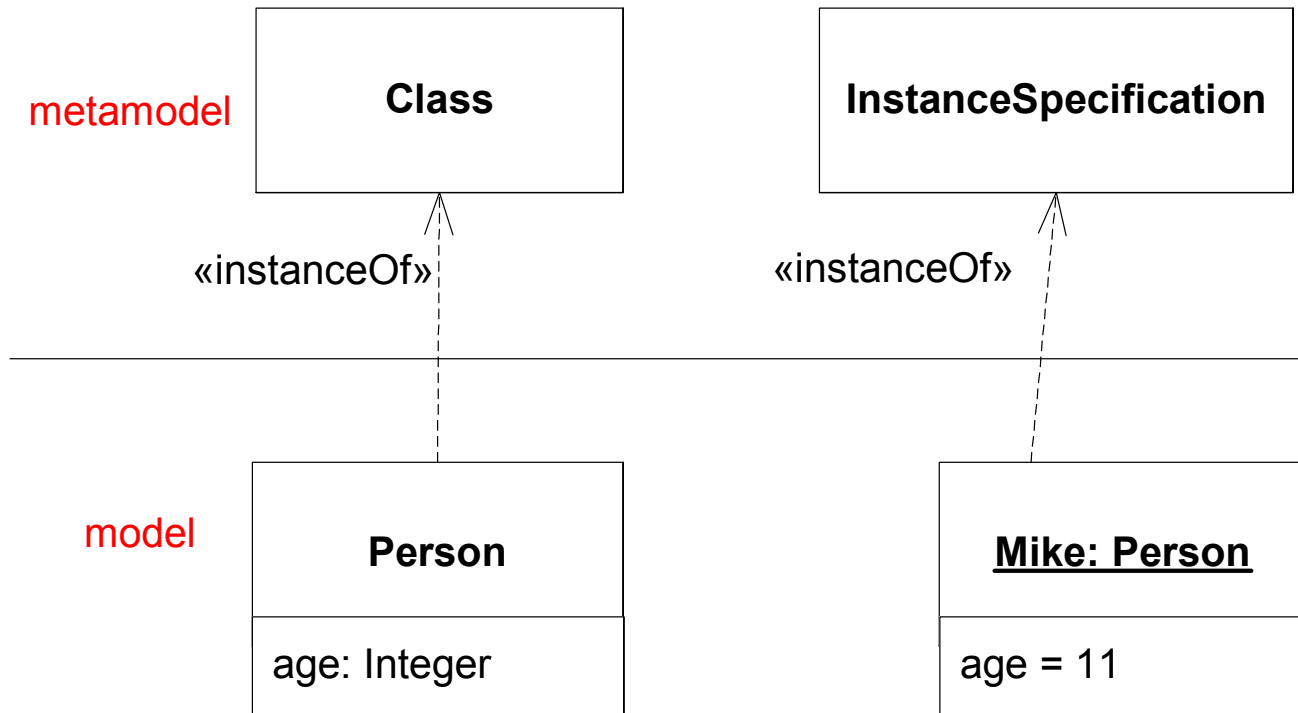 Class
InstanceSpecification
metamodel
«instanceOf»
«instanceOf»
model
Person
Mike: Person
age: Integer
age = 11